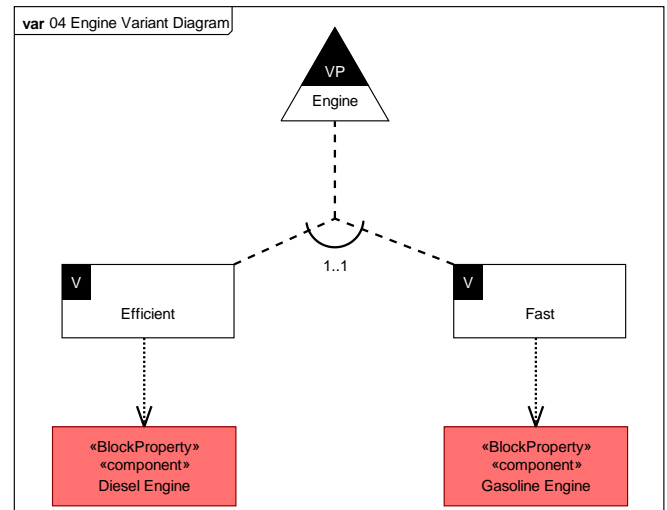 var 04 Engine Variant Diagram
VP
Engine
1..1
V
Efficient
V
Fast
«BlockProperty»
«component»
Diesel Engine
«BlockProperty»
«component»
Gasoline Engine